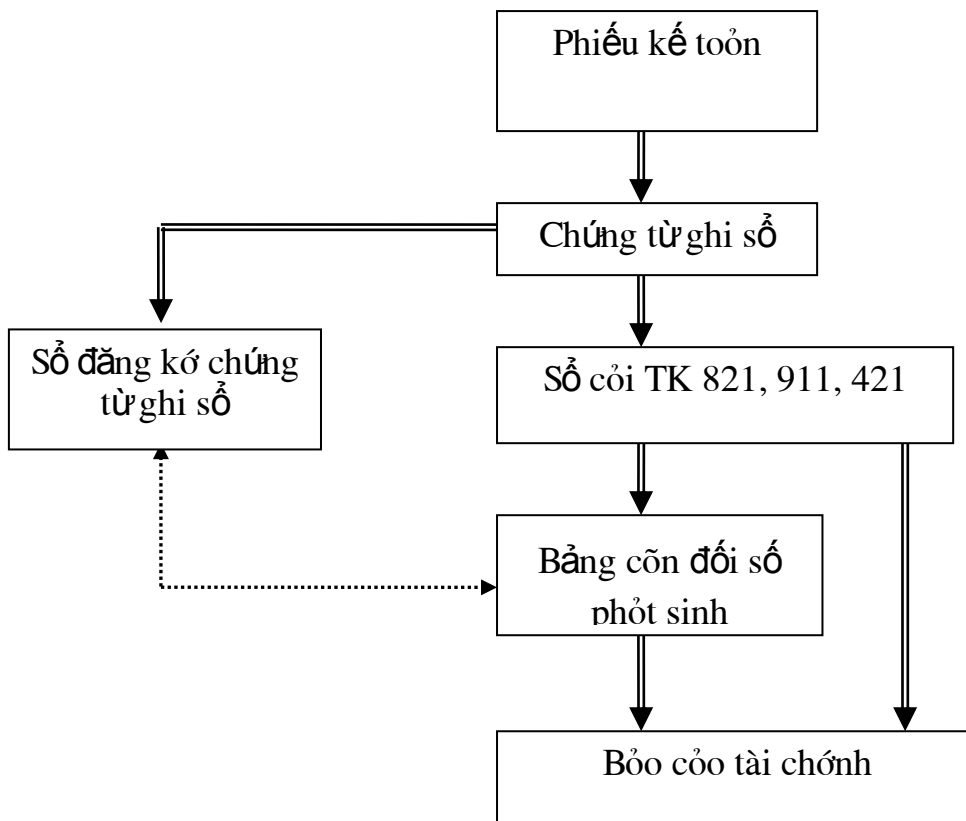 Phiếu kế toỏn
Chứng từ ghi sổ
Sổ đăng kớ chứng
từ ghi sổ
Sổ cỏi TK 821, 911, 421
Bảng cõn đối số
phỏt sinh
Bỏo cỏo tài chớnh